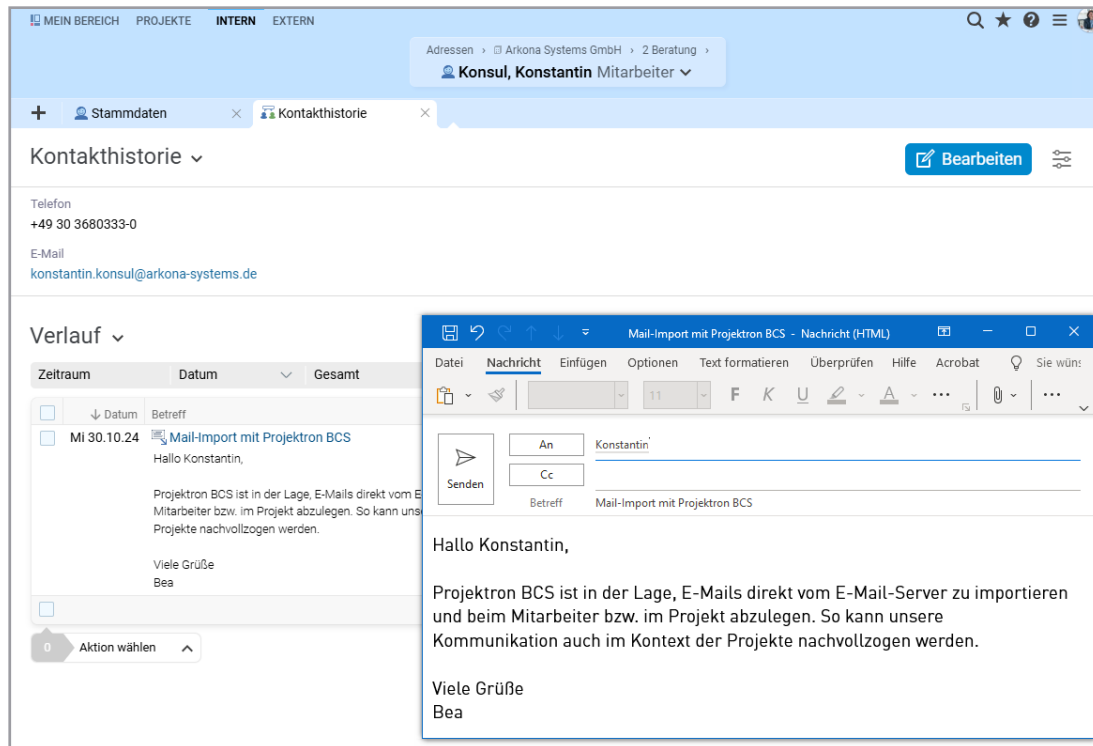 MEIN BEREICH PROJEKTE INTERN EXTERN
Adressen › Arkona Systems GmbH › 2 Beratung ›
Konsul, Konstantin Mitarbeiter
Stammdaten
Kontakthistorie
Kontakthistorie
Bearbeiten
Telefon
+49 30 3680333-0
E-Mail
konstantin.konsul@arkona-systems.de
Verlauf
Zeitraum Datum Gesamt
Datum Betreff
Mi 30.10.24 Mail-Import mit Projektron BCS
Hallo Konstantin,
Projektron BCS ist in der Lage, E-Mails direkt vom E
Mitarbeiter bzw. im Projekt abzulegen. So kann uns
Projekte nachvollzogen werden.
Viele Grüße
Bea
0 Aktion wählen
Mail-Import mit Projektron BCS - Nachricht (HTML)
Datei Nachricht Einfügen Optionen Text formatieren Überprüfen Hilfe Acrobat Sie wüns
11 F K U A
Senden
An Konstantin
Cc
Betreff Mail-Import mit Projektron BCS
Hallo Konstantin,
Projektron BCS ist in der Lage, E-Mails direkt vom E-Mail-Server zu importieren
und beim Mitarbeiter bzw. im Projekt abzulegen. So kann unsere
Kommunikation auch im Kontext der Projekte nachvollzogen werden.
Viele Grüße
Bea